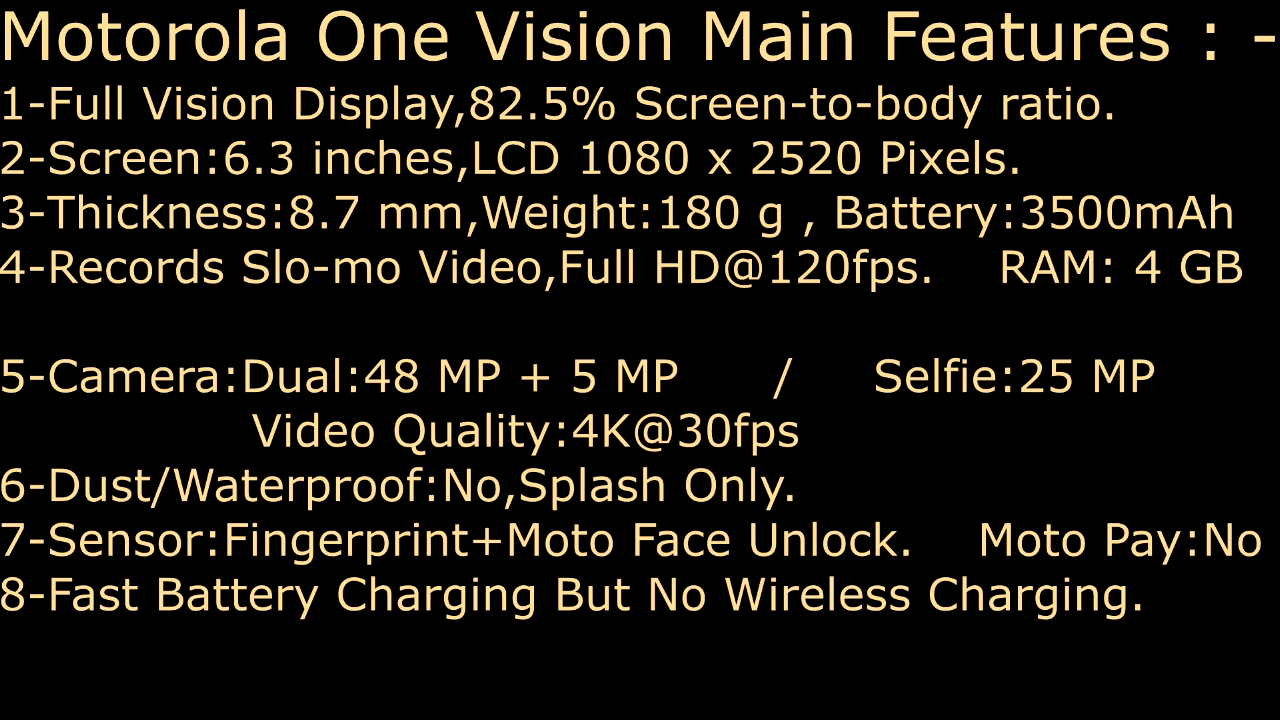 Motorola One Vision Main Features : -
1-Full Vision Display,82.5% Screen-to-body ratio.
2-Screen:6.3 inches,LCD 1080 x 2520 Pixels.
3-Thickness:8.7 mm,Weight:180 g , Battery:3500mAh
4-Records Slo-mo Video,Full HD@120fps. RAM: 4 GB
5-Camera:Dual:48 MP + 5 MP / Selfie:25 MP
Video Quality:4K@30fps
6-Dust/Waterproof:No,Splash Only.
7-Sensor:Fingerprint+Moto Face Unlock. Moto Pay:No
8-Fast Battery Charging But No Wireless Charging.